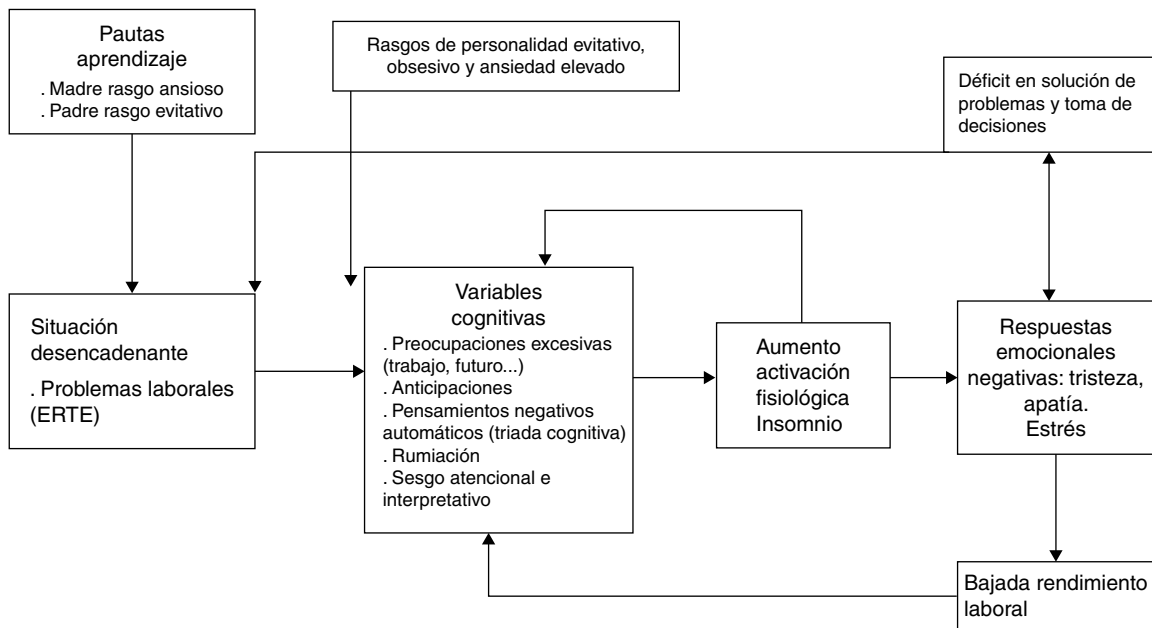 Pautas
aprendizaje
. Madre rasgo ansioso
. Padre rasgo evitativo
Rasgos de personalidad evitativo,
obsesivo y ansiedad elevado
Déficit en solución de
problemas y toma de
decisiones
Situación
desencadenante
. Problemas laborales
(ERTE)
Variables
cognitivas
. Preocupaciones excesivas
(trabajo, futuro...)
. Anticipaciones
. Pensamientos negativos
automáticos (triada cognitiva)
. Rumiación
. Sesgo atencional e
interpretativo
Aumento
activación
fisiológica
Insomnio
Respuestas
emocionales
negativas: tristeza,
apatía.
Estrés
Bajada rendimiento
laboral